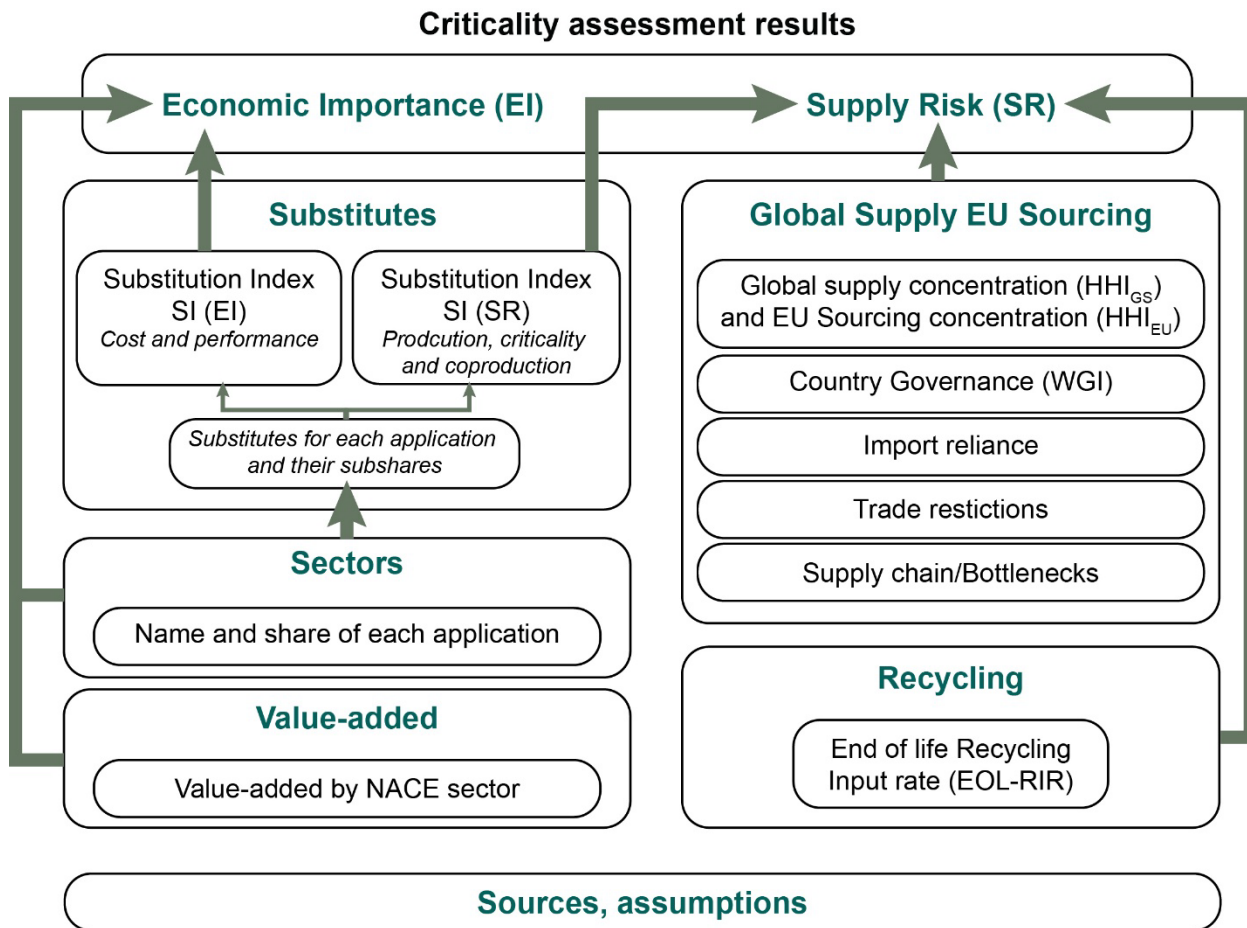 Criticality assessment results
Economic Importance (EI)
Supply Risk (SR)
Substitutes
Substitution Index
SI (EI)
Cost and performance
Substitution Index
SI (SR)
Prodcution, criticality
and coproduction
Substitutes for each application
and their subshares
Sectors
Name and share of each application
Value-added
Value-added by NACE sector
Global Supply EU Sourcing
Global supply concentration (HHI_GS)
and EU Sourcing concentration (HHI_EU)
Country Governance (WGI)
Import reliance
Trade restictions
Supply chain/Bottlenecks
Recycling
End of life Recycling
Input rate (EOL-RIR)
Sources, assumptions